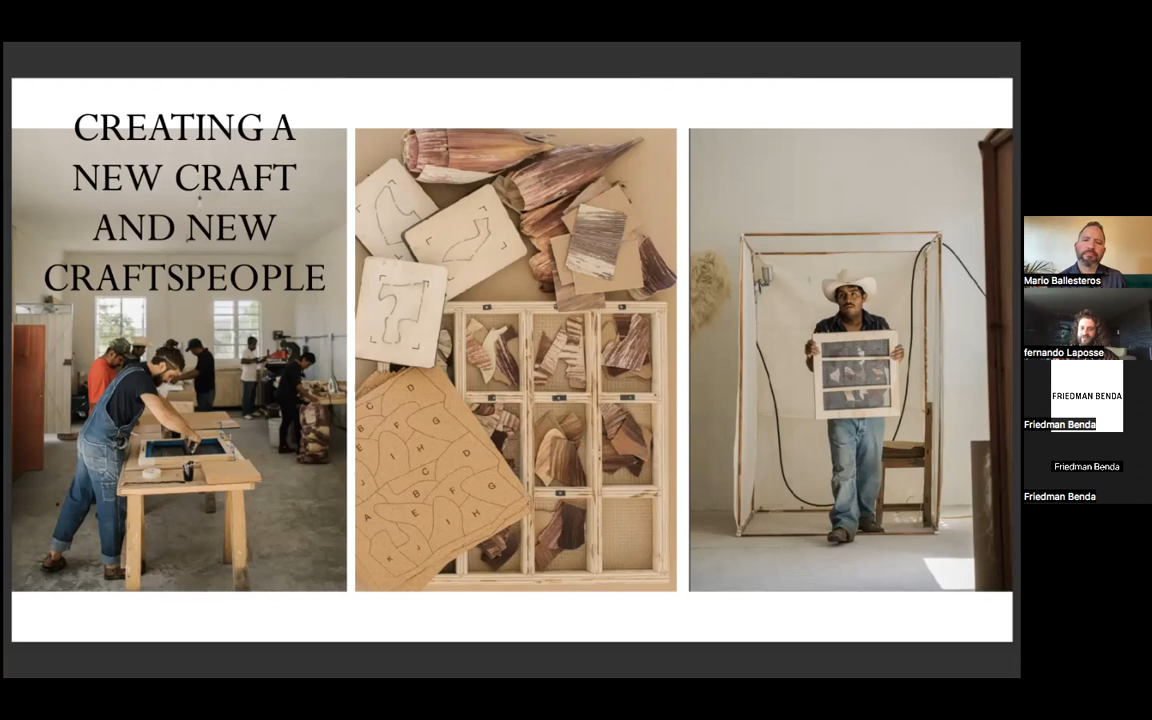 CREATING A
NEW CRAFT
AND NEW
CRAFTSPEOPLE
Mario Ballesteros
fernando Laposse
FRIEDMAN BENDA
Friedman Benda
Friedman Benda
Friedman Benda